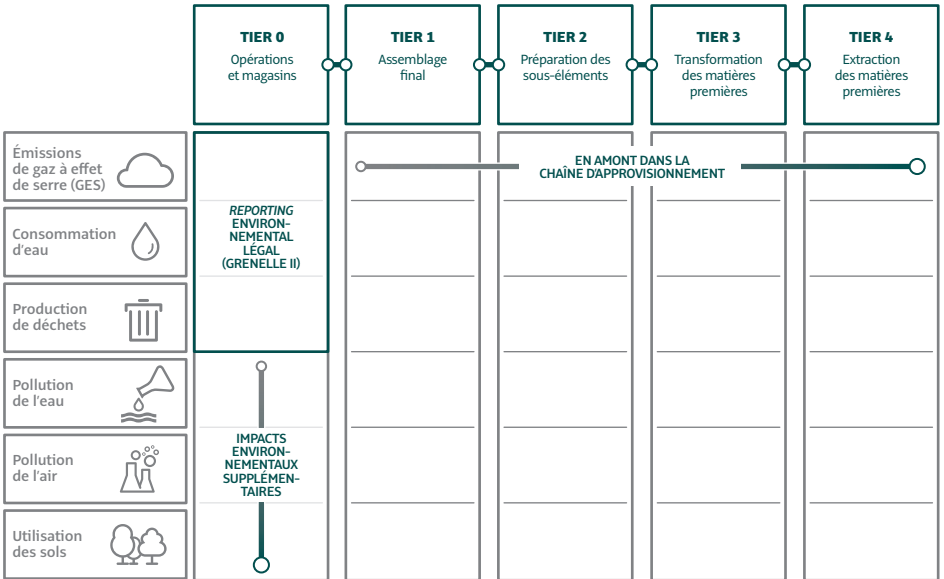 TIER 0
Opérations
et magasins
TIER 1
Assemblage
final
TIER 2
Préparation des
sous-éléments
TIER 3
Transformation
des matières
premières
TIER 4
Extraction
des matières
premières
Émissions
de gaz à effet
de serre (GES)
EN AMONT DANS LA
CHAÎNE D'APPROVISIONNEMENT
Consommation
d'eau
REPORTING
ENVIRON-
NEMENTAL
LÉGAL
(GRENELLE II)
Production
de déchets
Pollution
de l'eau
Pollution
de l'air
IMPACTS
ENVIRON-
NEMENTAUX
SUPPLÉMEN-
TAIRES
Utilisation
des sols